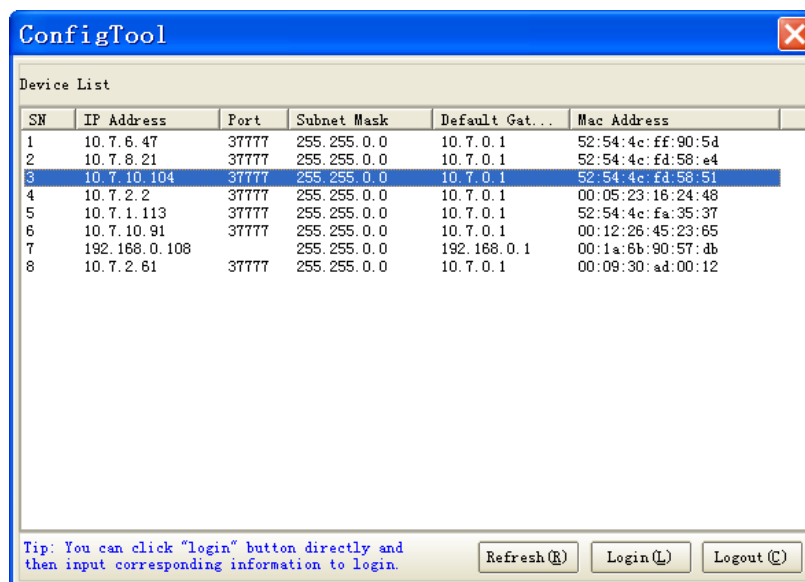 ConfigTool
Device List
SN IP Address Port Subnet Mask Default Gat... Mac Address
1 10.7.6.47 37777 255.255.0.0 10.7.0.1 52:54:4c:ff:90:5d
2 10.7.8.21 37777 255.255.0.0 10.7.0.1 52:54:4c:fd:58:e4
3 10.7.10.104 37777 255.255.0.0 10.7.0.1 52:54:4c:fd:58:51
4 10.7.2.2 37777 255.255.0.0 10.7.0.1 00:05:23:16:24:48
5 10.7.1.113 37777 255.255.0.0 10.7.0.1 52:54:4c:fa:35:37
6 10.7.10.91 37777 255.255.0.0 10.7.0.1 00:12:26:45:23:65
7 192.168.0.108 255.255.0.0 192.168.0.1 00:1a:6b:90:57:db
8 10.7.2.61 37777 255.255.0.0 10.7.0.1 00:09:30:ad:00:12
Tip: You can click "login" button directly and
then input corresponding information to login.
Refresh(R) Login(L) Logout(C)